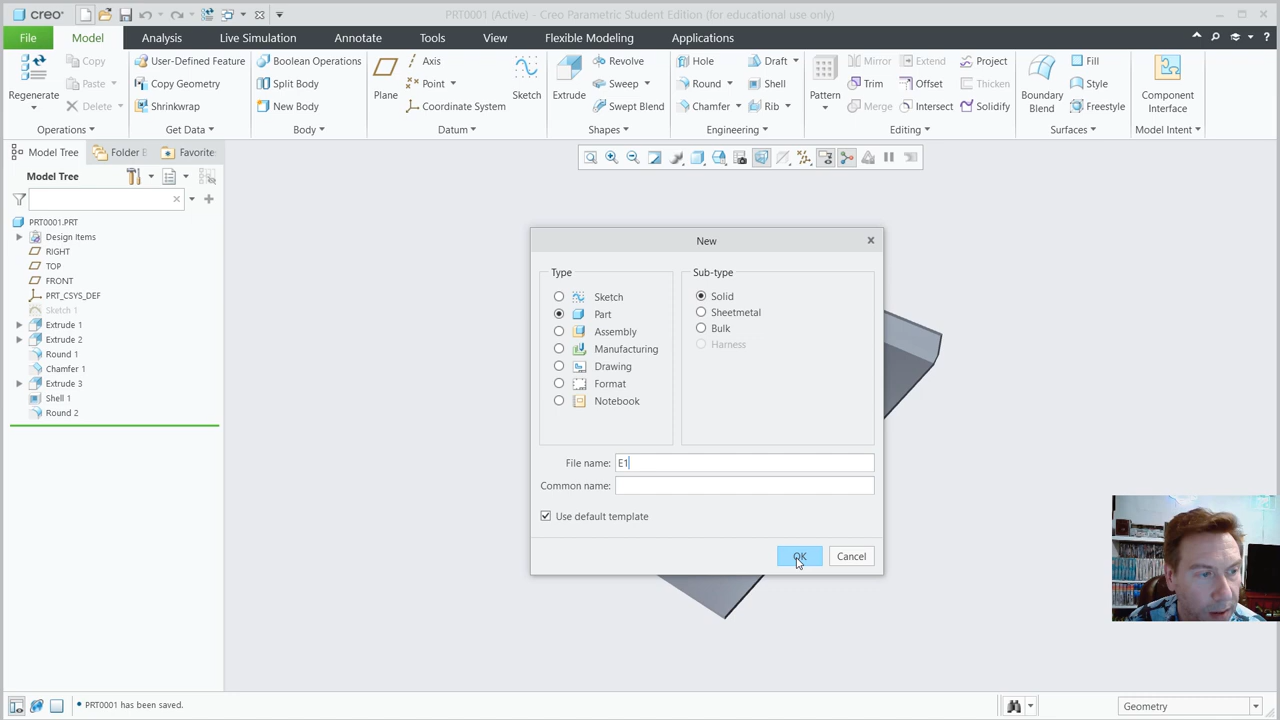 creo
PRT0001 (Active) - Creo Parametric Student Edition (for educational use only)
File Model Analysis Live Simulation Annotate Tools View Flexible Modeling Applications
Regenerate
Copy
Paste
Delete
Operations
User-Defined Feature
Copy Geometry
Shrinkwrap
Get Data
Boolean Operations
Split Body
New Body
Body
Plane
Axis
Point
Coordinate System
Sketch
Datum
Extrude
Revolve
Sweep
Swept Blend
Shapes
Hole
Round
Chamfer
Draft
Shell
Rib
Engineering
Pattern
Mirror
Trim
Merge
Extend
Offset
Intersect
Project
Thicken
Solidify
Editing
Boundary
Blend
Fill
Style
Freestyle
Surfaces
Component
Interface
Model Intent
Model Tree Folder Favorite
Model Tree
PRT0001.PRT
Design Items
RIGHT
TOP
FRONT
PRT_CSYS_DEF
Sketch 1
Extrude 1
Extrude 2
Round 1
Chamfer 1
Extrude 3
Shell 1
Round 2
New
Type
Sketch
Part
Assembly
Manufacturing
Drawing
Format
Notebook
Sub-type
Solid
Sheetmetal
Bulk
Harness
File name: E1
Common name:
Use default template
OK Cancel
• PRT0001 has been saved.
Geometry